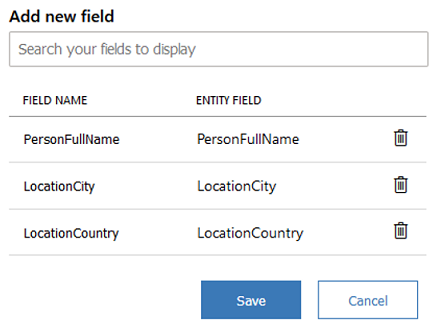 Add new field
Search your fields to display
FIELD NAME ENTITY FIELD
PersonFullName PersonFullName
LocationCity LocationCity
LocationCountry LocationCountry
Save Cancel